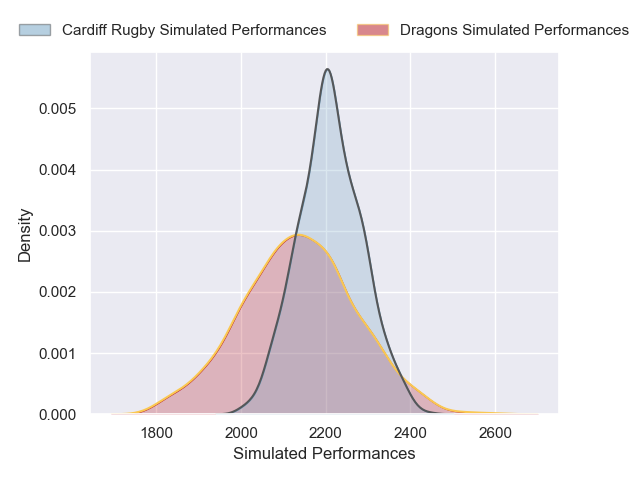 Cardiff Rugby Simulated Performances Dragons Simulated Performances
0.005
0.004
0.003
0.002
0.001
0.000
Density
1800 2000 2200 2400 2600
Simulated Performances